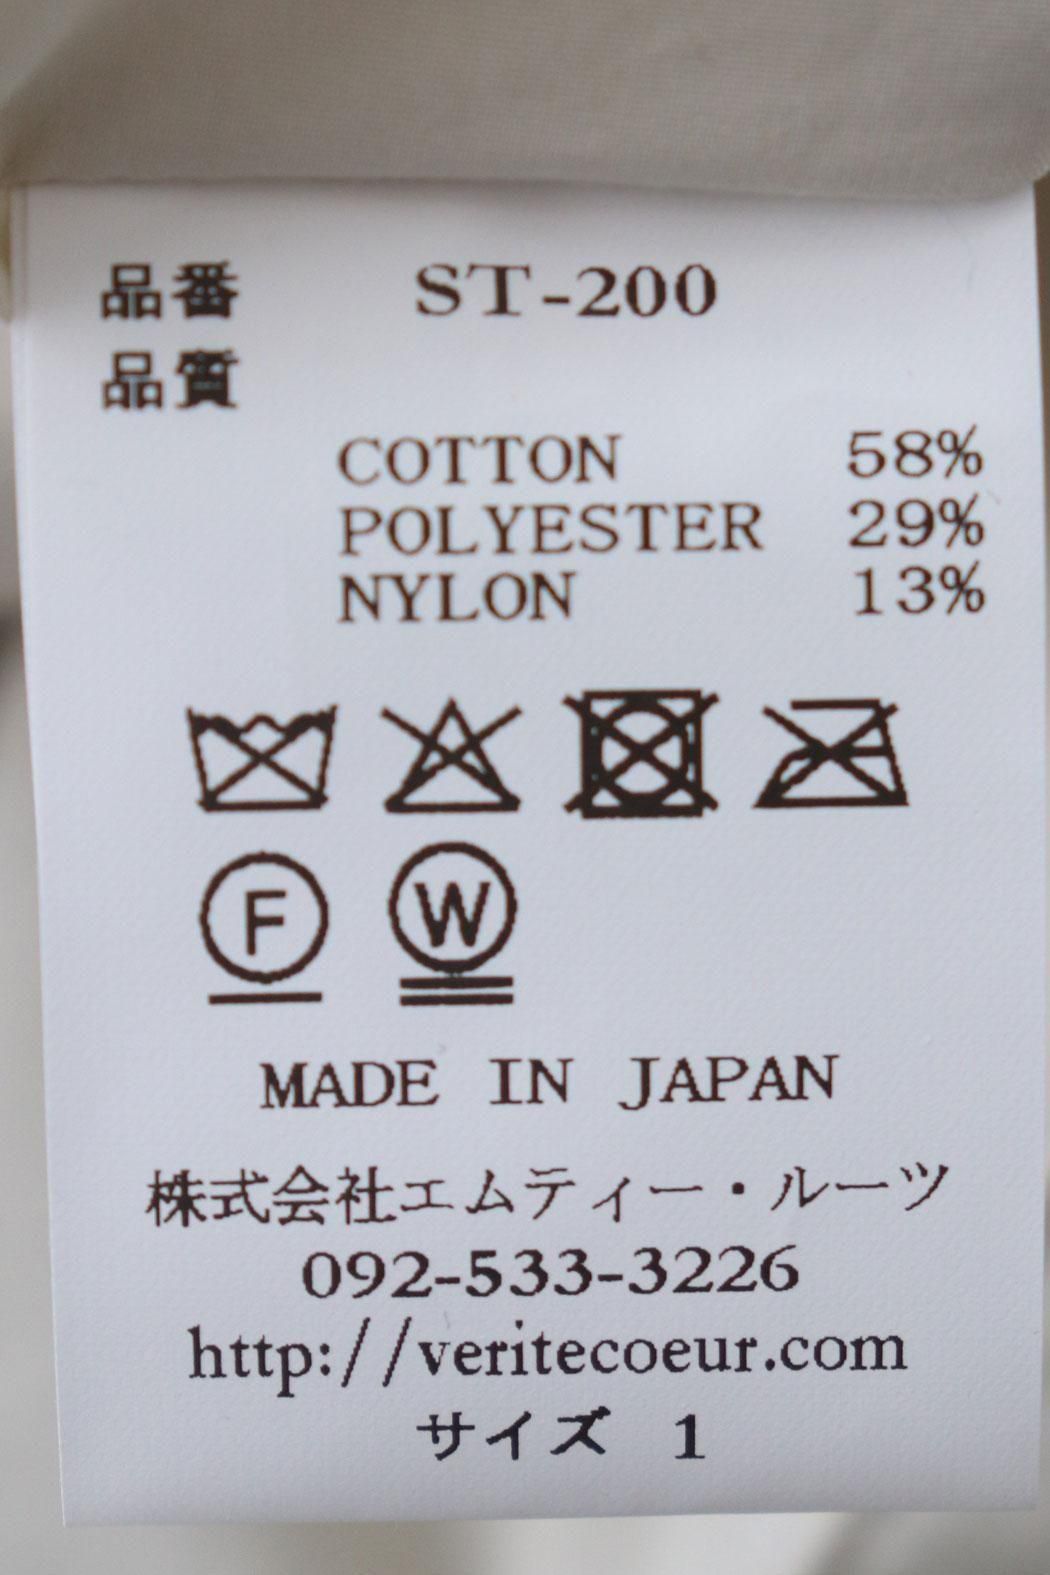 品番 ST-200
品質
COTTON 58%
POLYESTER 29%
NYLON 13%
F W
MADE IN JAPAN
株式会社エムティー・ルーツ
092-533-3226
http://veritecoeur.com
サイズ 1